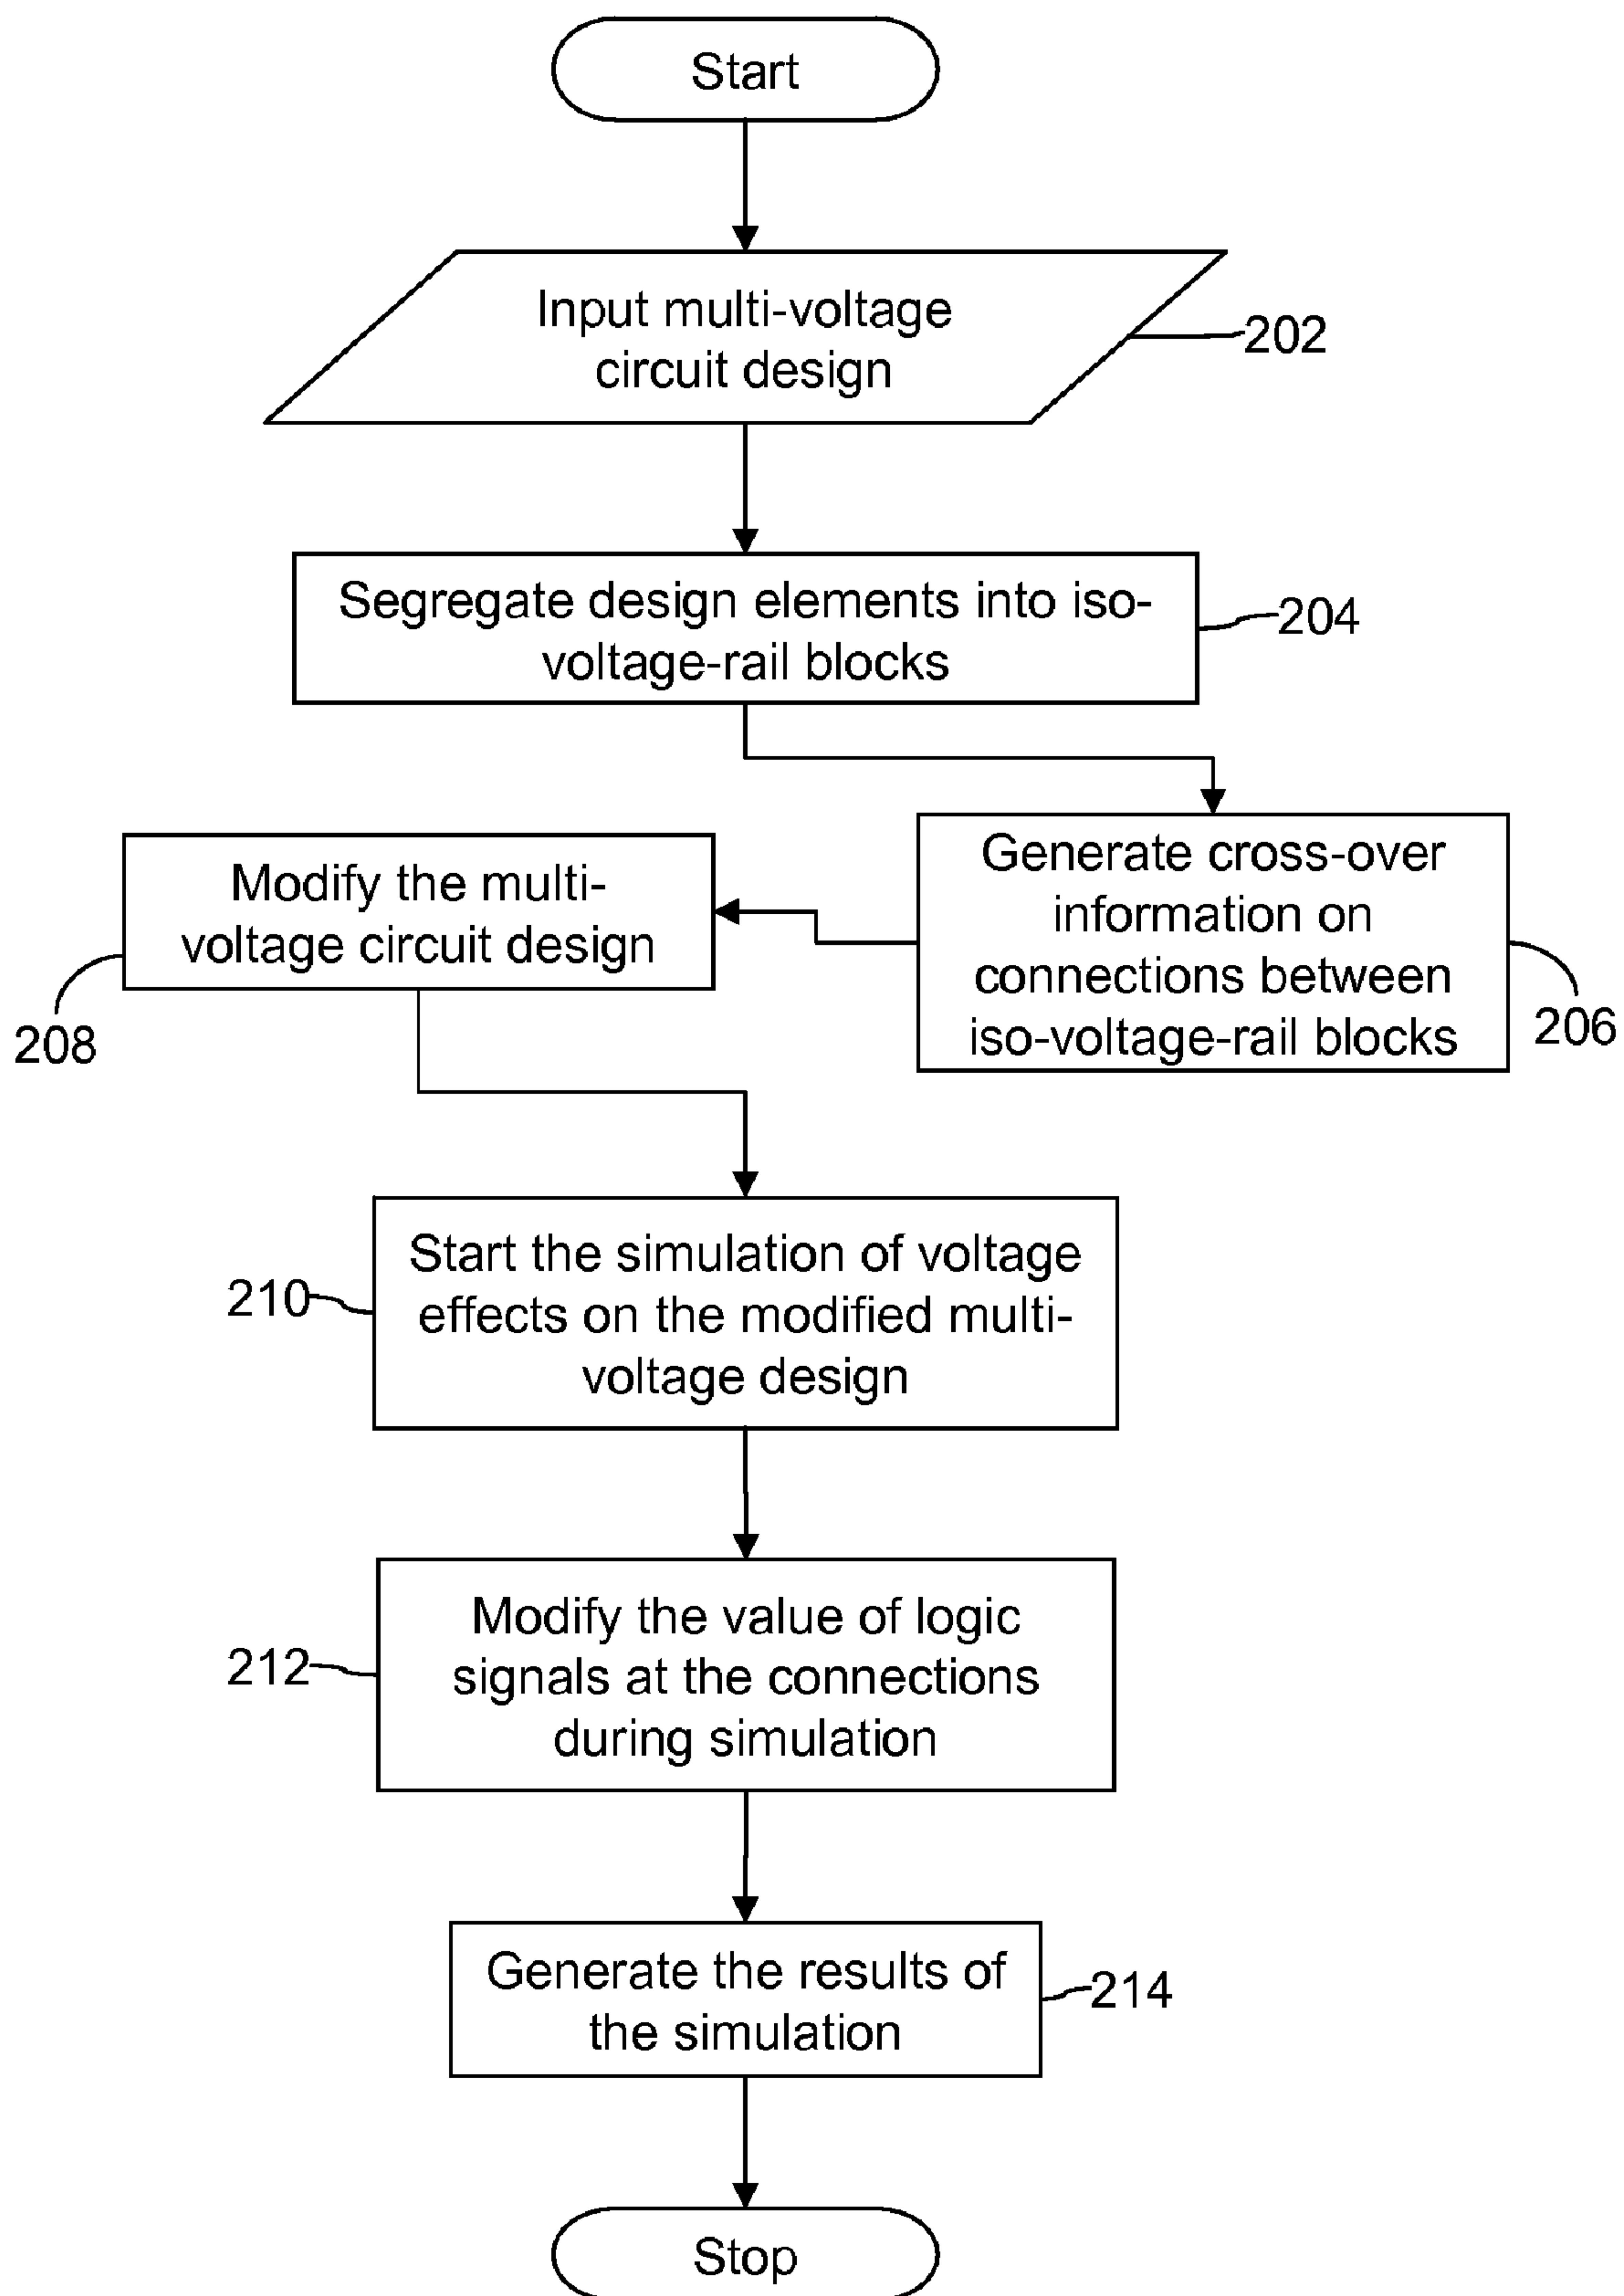 Start
Input multi-voltage
circuit design
202
Segregate design elements into iso-
voltage-rail blocks
204
Generate cross-over
information on
connections between
iso-voltage-rail blocks
206
Modify the multi-
voltage circuit design
208
Start the simulation of voltage
effects on the modified multi-
voltage design
210
Modify the value of logic
signals at the connections
during simulation
212
Generate the results of
the simulation
214
Stop